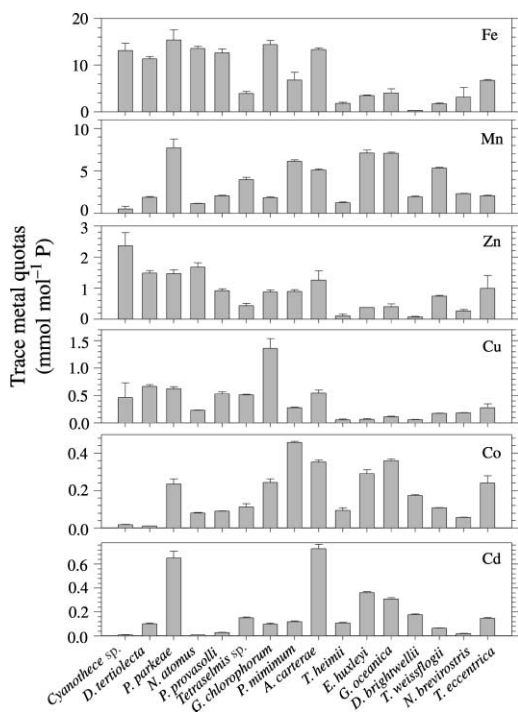 Trace metal quotas
(mmol mol⁻¹ P)
20
10
0
Fe
10
5
0
Mn
3
2
1
0
Zn
1.5
1.0
0.5
0.0
Cu
0.4
0.2
0.0
Co
0.6
0.4
0.2
0.0
Cd
Cyanothece sp.
D. tertiolecta
P. parkeae
N. atomus
P. provasolli
Tetraselmis sp.
G. chlorophorum
P. mimimum
A. carterae
T. heimii
E. huxleyi
G. oceanica
D. brightwellii
T. weissflogii
N. brevirostris
T. eccentrica